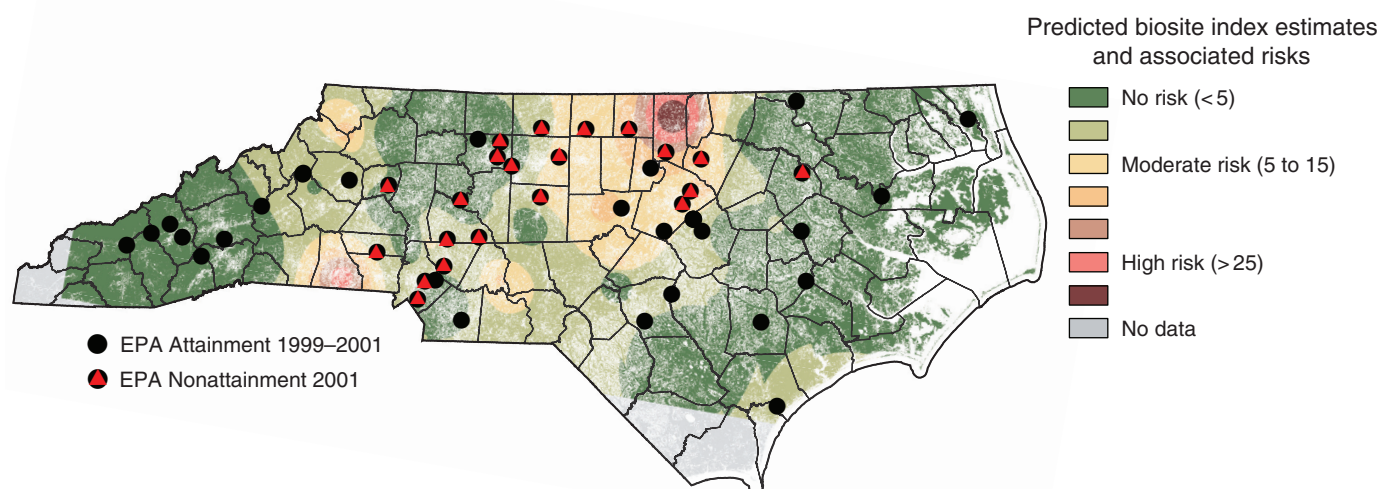 Predicted biosite index estimates
and associated risks
No risk (<5)
Moderate risk (5 to 15)
High risk (>25)
No data
EPA Attainment 1999–2001
EPA Nonattainment 2001